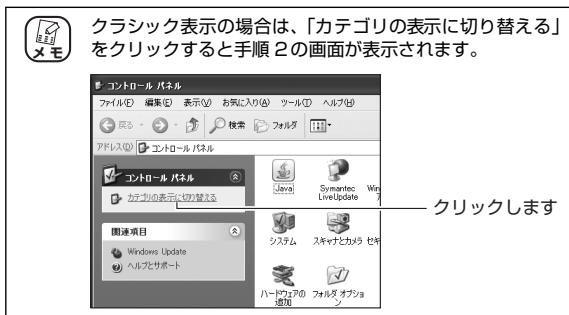 メモ
クラシック表示の場合は、「カテゴリの表示に切り替える」
をクリックすると手順2の画面が表示されます。
コントロール パネル
ファイル(F) 編集(E) 表示(V) お気に入り(A) ツール(T) ヘルプ(H)
戻る 検索 フォルダ
アドレス(D) コントロール パネル
コントロール パネル
カテゴリの表示に切り替える
関連項目
Windows Update
ヘルプとサポート
Java Symantec Win
LiveUpdate
システム スキャナとカメラ セキ
ハードウェアの フォルダ オプショ
追加 ン
クリックします